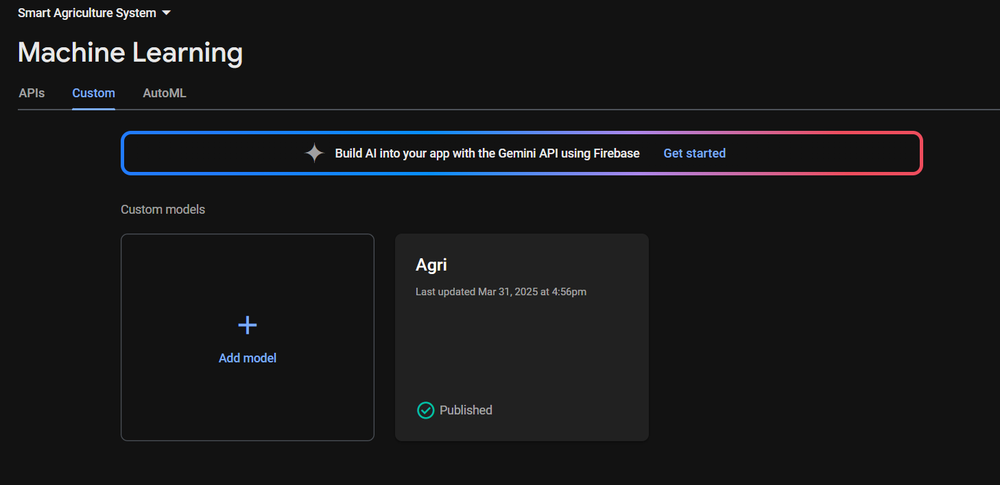 Smart Agriculture System
Machine Learning
APIs Custom AutoML
Build AI into your app with the Gemini API using Firebase Get started
Custom models
Add model
Agri
Last updated Mar 31, 2025 at 4:56pm
Published